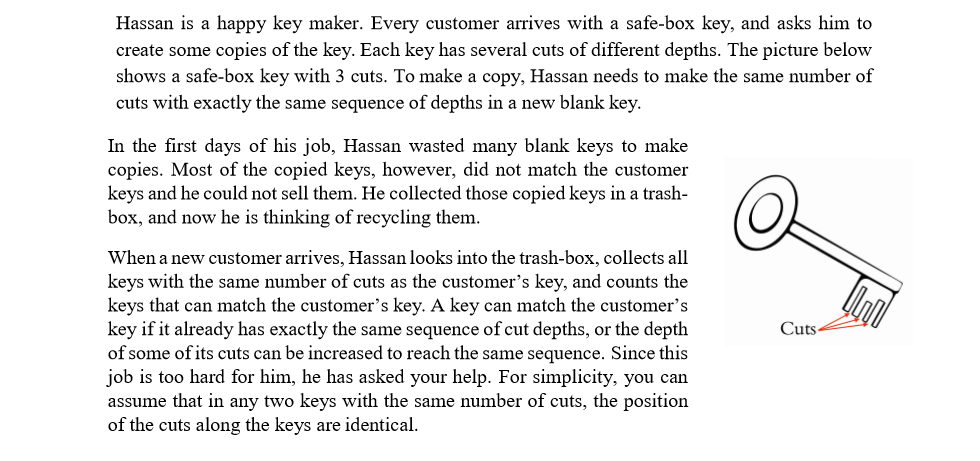 Hassan is a happy key maker. Every customer arrives with a safe-box key, and asks him to
create some copies of the key. Each key has several cuts of different depths. The picture below
shows a safe-box key with 3 cuts. To make a copy, Hassan needs to make the same number of
cuts with exactly the same sequence of depths in a new blank key.
In the first days of his job, Hassan wasted many blank keys to make
copies. Most of the copied keys, however, did not match the customer
keys and he could not sell them. He collected those copied keys in a trash-
box, and now he is thinking of recycling them.
When a new customer arrives, Hassan looks into the trash-box, collects all
keys with the same number of cuts as the customer's key, and counts the
keys that can match the customer's key. A key can match the customer's
key if it already has exactly the same sequence of cut depths, or the depth
of some of its cuts can be increased to reach the same sequence. Since this
job is too hard for him, he has asked your help. For simplicity, you can
assume that in any two keys with the same number of cuts, the position
of the cuts along the keys are identical.
Cuts